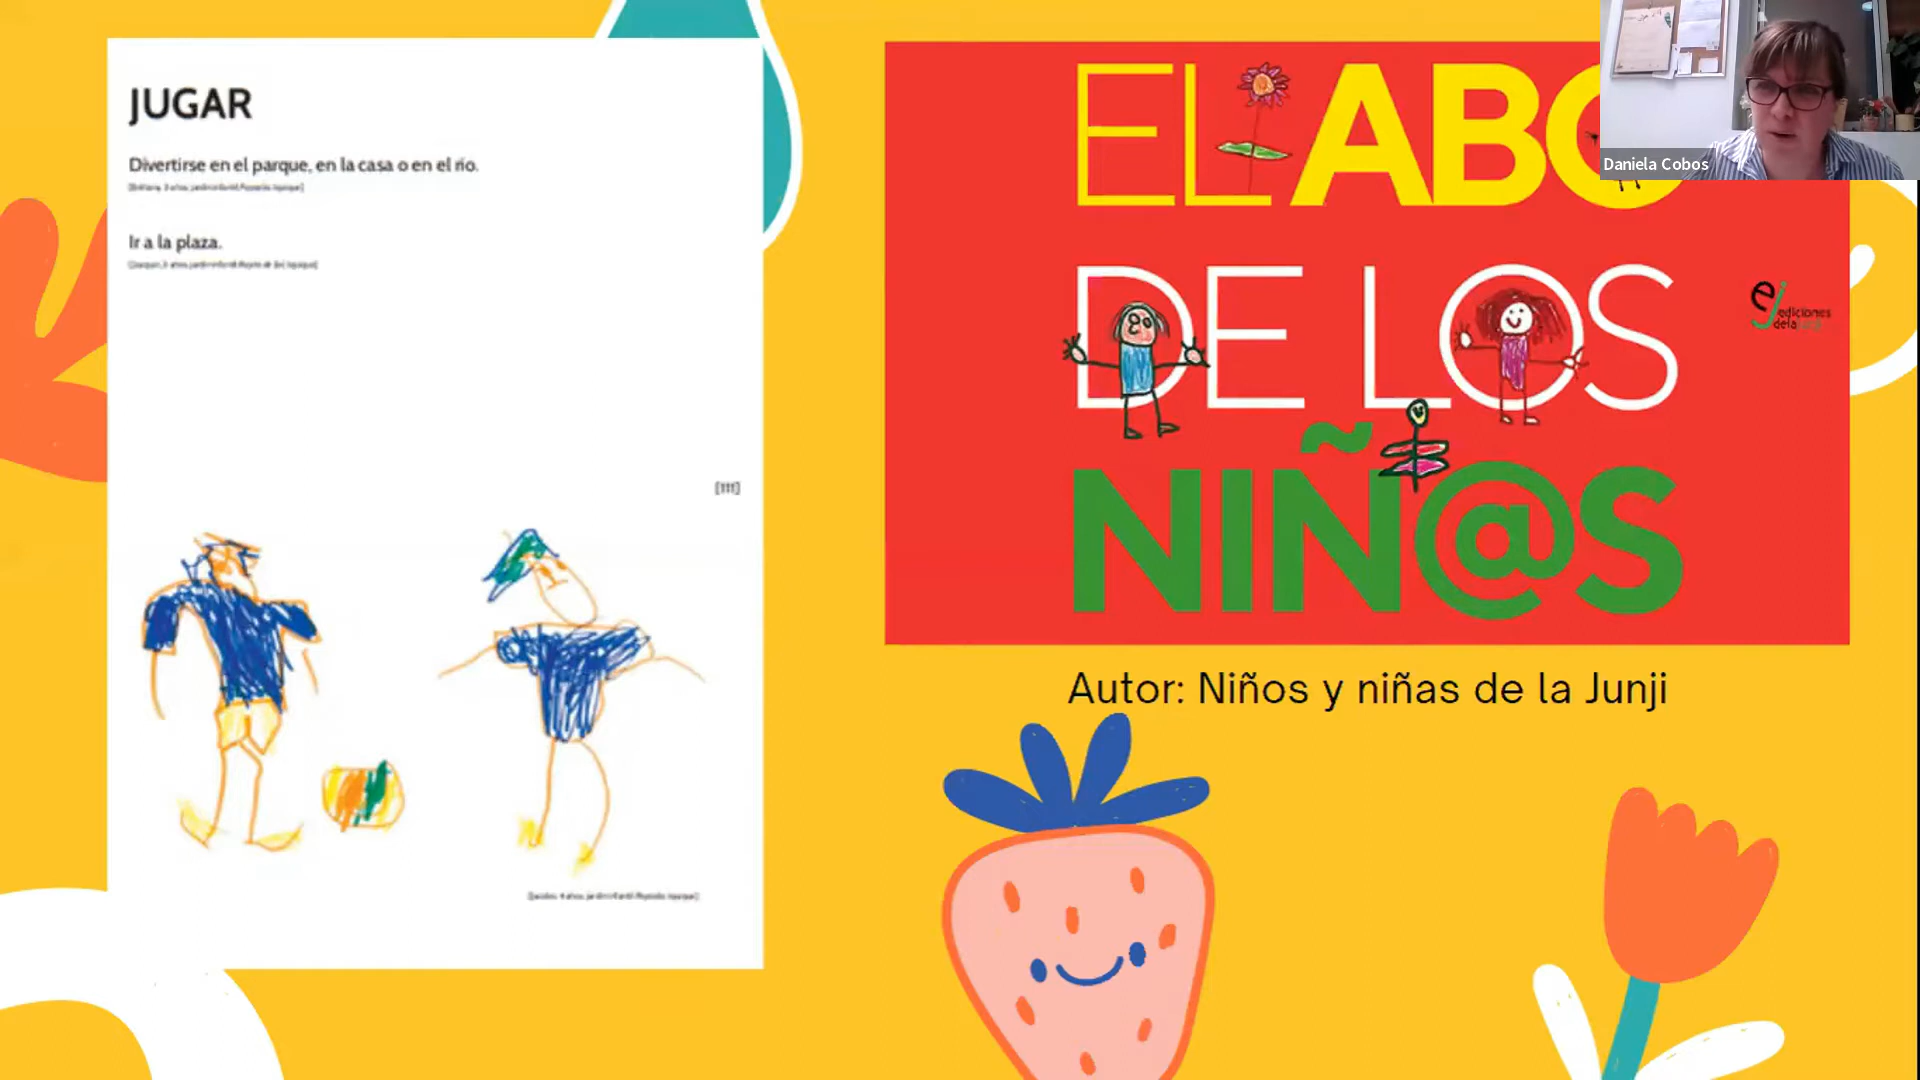 JUGAR
Divertirse en el parque, en la casa o en el río.
Ir a la plaza.
[111]
EL ABC
DE LOS
NIÑ@S
ediciones
dela
Autor: Niños y niñas de la Junji
Daniela Cobos